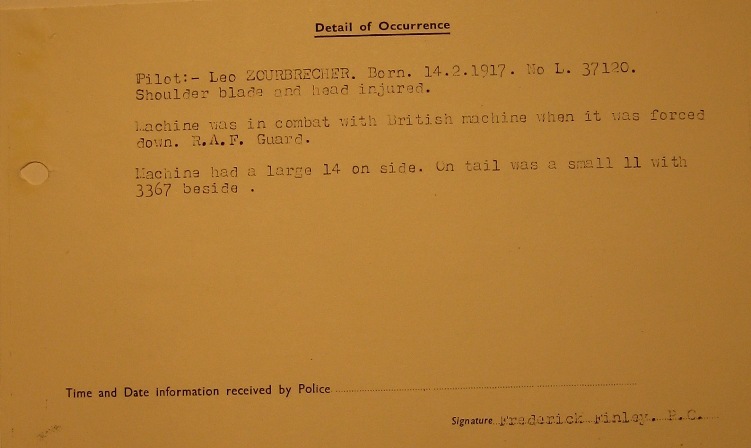 Detail of Occurrence
Pilot:- Leo ZOURBRECHER. Born. 14.2.1917. No L. 37120.
Shoulder blade and head injured.
Machine was in combat with British machine when it was forced
down. R.A.F. Guard.
Machine had a large 14 on side. On tail was a small 11 with
3367 beside .
Time and Date information received by Police
Signature Frederick Finley. P.C.